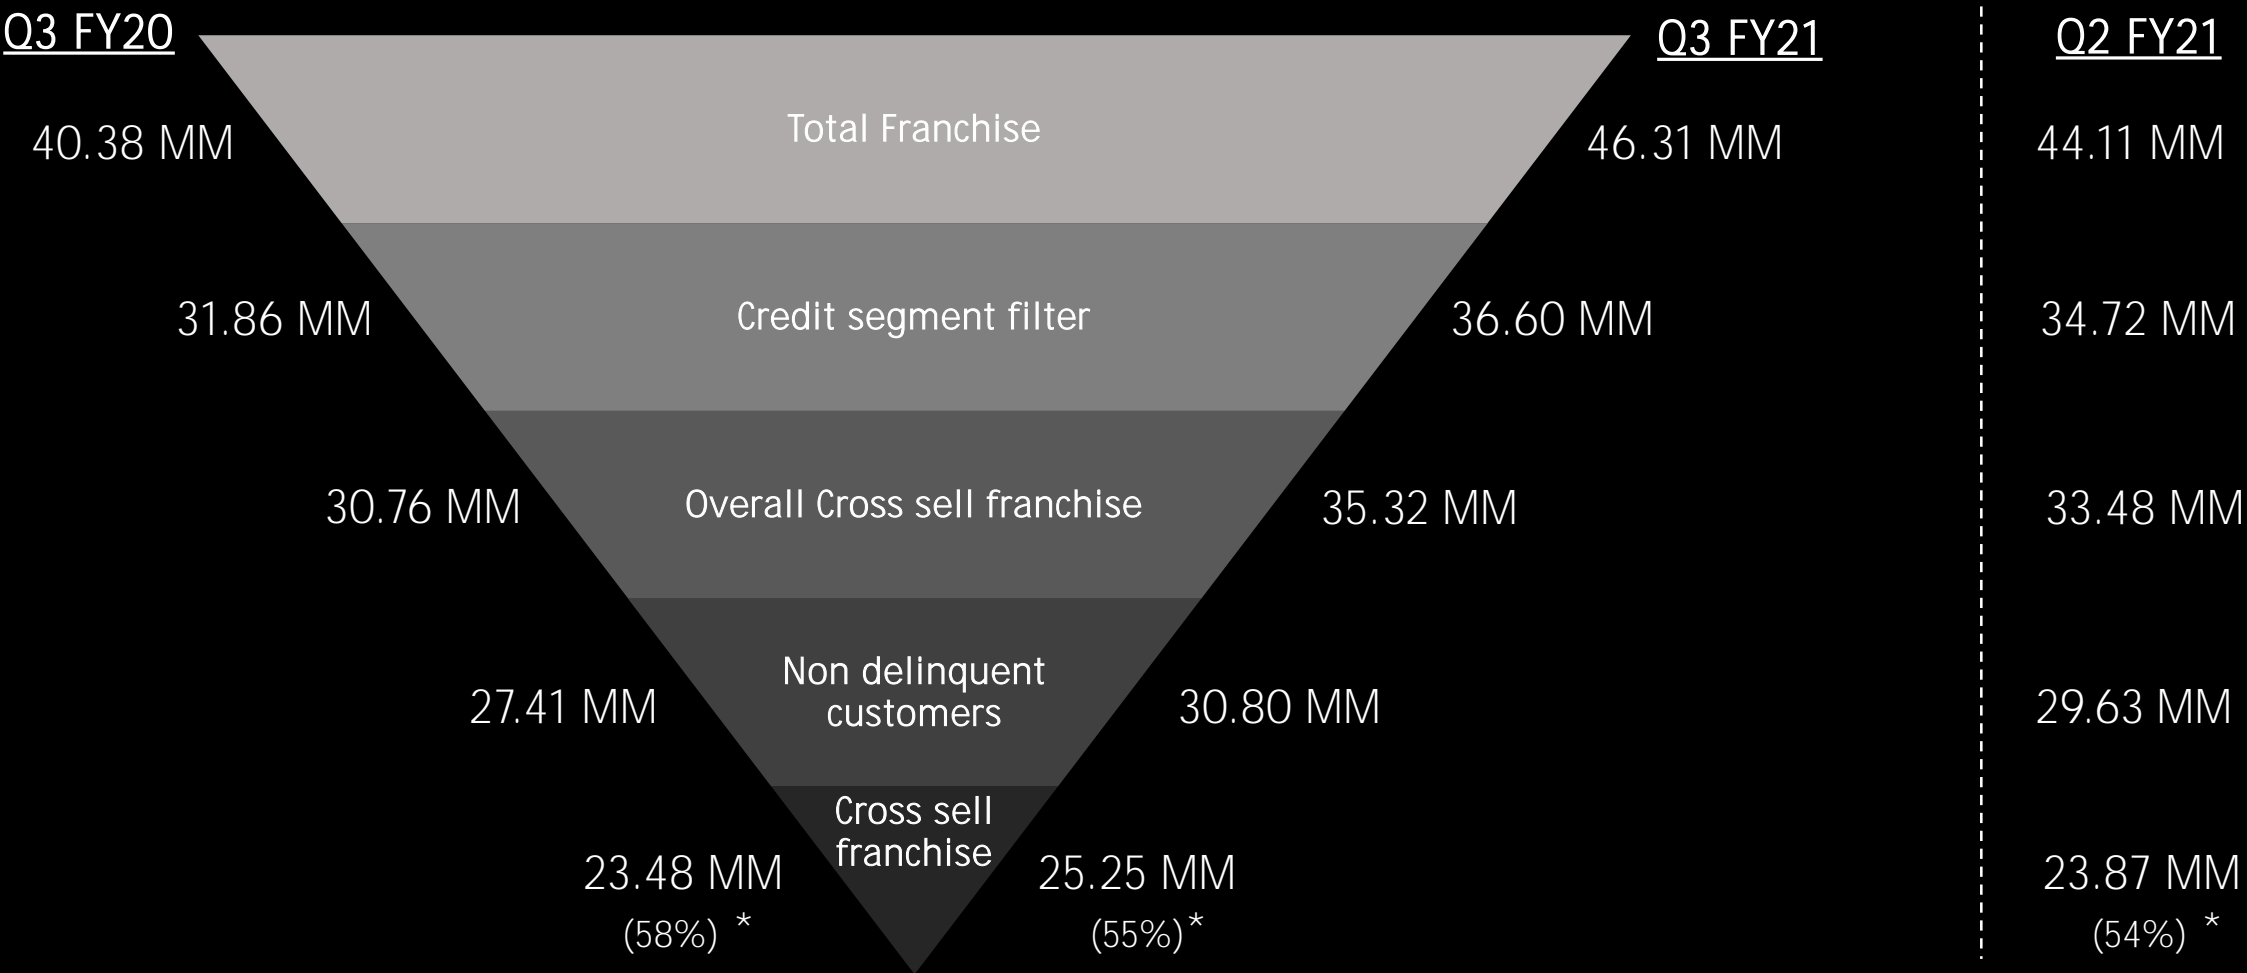 Q3 FY20
Q3 FY21
Q2 FY21
40.38 MM
Total Franchise
46.31 MM
44.11 MM
31.86 MM
Credit segment filter
36.60 MM
34.72 MM
30.76 MM
Overall Cross sell franchise
35.32 MM
33.48 MM
27.41 MM
Non delinquent
customers
30.80 MM
29.63 MM
23.48 MM
(58%) *
Cross sell
franchise
25.25 MM
(55%)*
23.87 MM
(54%) *